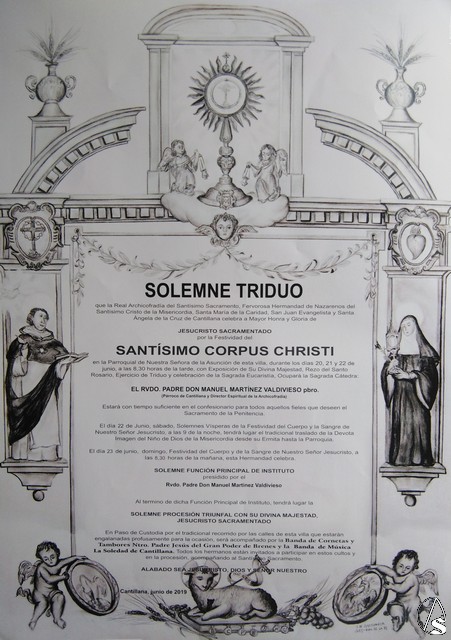 SOLEMNE TRIDUO
que la Real Archicofradía del Santísimo Sacramento, Fervorosa Hermandad de Nazarenos del
Santísimo Cristo de la Misericordia, Santa María de la Caridad, San Juan Evangelista y Santa
Ángela de la Cruz de Cantillana celebra a Mayor Honra y Gloria de
JESUCRISTO SACRAMENTADO
por la Festividad del
SANTÍSIMO CORPUS CHRISTI
en la Parroquial de Nuestra Señora de la Asunción de esta villa, durante los días 20, 21 y 22 de
junio, a las 8,30 horas de la tarde, con Exposición de Su Divina Majestad, Rezo del Santo
Rosario, Ejercicio de Triduo y celebración de la Sagrada Eucaristía, Ocupará la Sagrada Cátedra:
EL RVDO. PADRE DON MANUEL MARTÍNEZ VALDIVIESO pbro.
(Párroco de Cantillana y Director Espiritual de la Archicofradía)
Estará con tiempo suficiente en el confesionario para todos aquellos fieles que deseen el
Sacramento de la Penitencia.
El día 22 de Junio, sábado, Solemnes Vísperas de la Festividad del Cuerpo y la Sangre de
Nuestro Señor Jesucristo, a las 9 de la noche, tendrá lugar el tradicional traslado de la Devota
Imagen del Niño de Dios de la Misericordia desde su Ermita hasta la Parroquia.
El día 23 de junio, domingo, Festividad del Cuerpo y de la Sangre de Nuestro Señor Jesucristo, a
las 8:30 horas de la mañana, esta Hermandad celebra
SOLEMNE FUNCIÓN PRINCIPAL DE INSTITUTO
presidido por el
Rvdo. Padre Don Manuel Martínez Valdivieso
Al término de dicha Función Principal de Instituto, tendrá lugar la
SOLEMNE PROCESIÓN TRIUNFAL CON SU DIVINA MAJESTAD,
JESUCRISTO SACRAMENTADO
En Paso de Custodia por el tradicional recorrido por las calles de esta villa que estarán
engalanadas profusamente para la ocasión, será acompañado por la Banda de Cornetas y
Tambores Ntro. Padre Jesús del Gran Poder de Brenes y la Banda de Música
La Soledad de Cantillana. Todos los hermanos están invitados a participar en estos cultos y
en la procesión, acompañando al Santísimo Sacramento.
ALABADO SEA JESUCRISTO, DIOS Y SEÑOR NUESTRO
Cantillana, junio de 2019